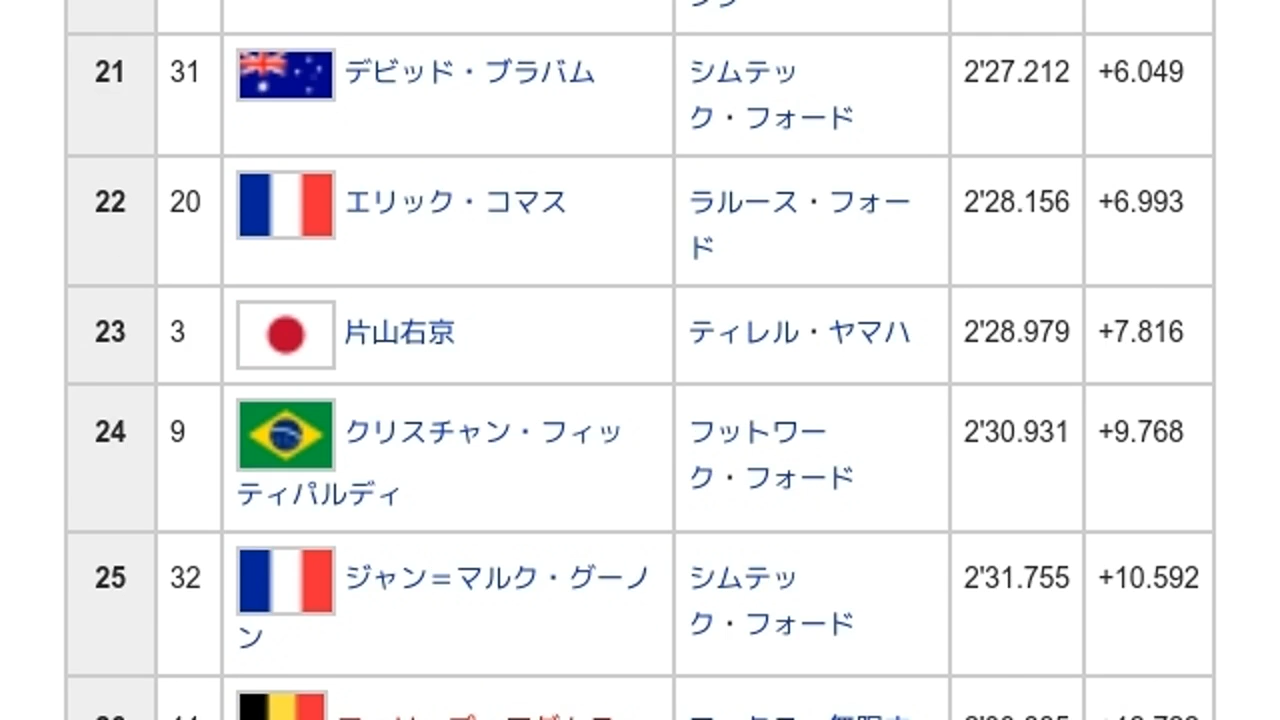 21 31 デビッド・ブラバム シムテッ 2'27.212 +6.049
ク・フォード
22 20 エリック・コマス ラルース・フォー 2'28.156 +6.993
ド
23 3 片山右京 ティレル・ヤマハ 2'28.979 +7.816
24 9 クリスチャン・フィッ フットワー 2'30.931 +9.768
ティパルディ ク・フォード
25 32 ジャン=マルク・グーノ シムテッ 2'31.755 +10.592
ン ク・フォード